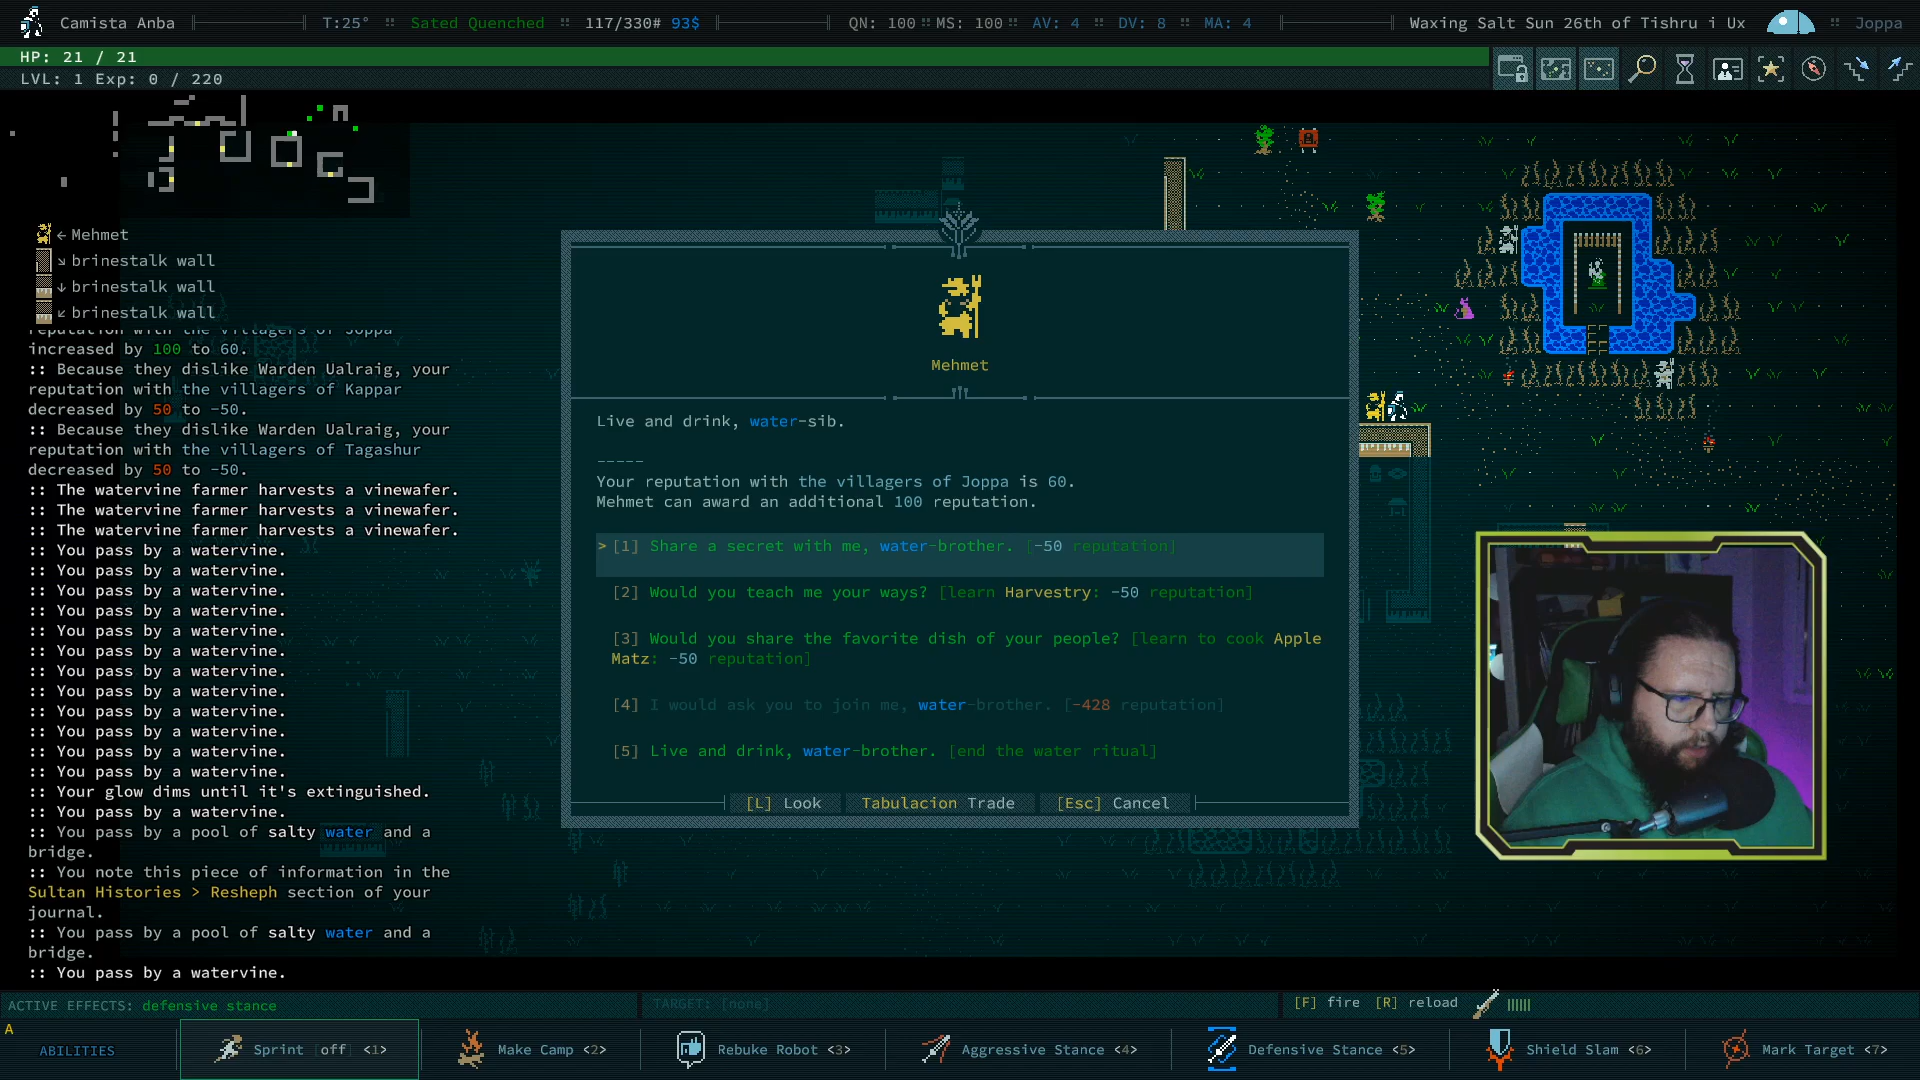 Camista Anba
T:25° :: Sated Quenched :: 117/330# 93$
QN: 100 :: MS: 100 :: AV: 4 :: DV: 8 :: MA: 4
Waxing Salt Sun 26th of Tishru i Ux :: Joppa
HP: 21 / 21
LVL: 1 Exp: 0 / 220
← Mehmet
↘ brinestalk wall
↓ brinestalk wall
↙ brinestalk wall
reputation with the villagers of Joppa
increased by 100 to 60.
:: Because they dislike Warden Ualraig, your
reputation with the villagers of Kappar
decreased by 50 to -50.
:: Because they dislike Warden Ualraig, your
reputation with the villagers of Tagashur
decreased by 50 to -50.
:: The watervine farmer harvests a vinewafer.
:: The watervine farmer harvests a vinewafer.
:: The watervine farmer harvests a vinewafer.
:: You pass by a watervine.
:: You pass by a watervine.
:: You pass by a watervine.
:: You pass by a watervine.
:: You pass by a watervine.
:: You pass by a watervine.
:: You pass by a watervine.
:: You pass by a watervine.
:: You pass by a watervine.
:: You pass by a watervine.
:: You pass by a watervine.
:: You pass by a watervine.
:: Your glow dims until it's extinguished.
:: You pass by a watervine.
:: You pass by a pool of salty water and a
bridge.
:: You note this piece of information in the
Sultan Histories > Resheph section of your
journal.
:: You pass by a pool of salty water and a
bridge.
:: You pass by a watervine.
Mehmet
Live and drink, water-sib.
-----
Your reputation with the villagers of Joppa is 60.
Mehmet can award an additional 100 reputation.
> [1] Share a secret with me, water-brother. [-50 reputation]
[2] Would you teach me your ways? [learn Harvestry: -50 reputation]
[3] Would you share the favorite dish of your people? [learn to cook Apple
Matz: -50 reputation]
[4] I would ask you to join me, water-brother. [-428 reputation]
[5] Live and drink, water-brother. [end the water ritual]
[L] Look Tabulacion Trade [Esc] Cancel
ACTIVE EFFECTS: defensive stance
TARGET: [none]
[F] fire [R] reload
A
ABILITIES
Sprint [off] <1>
Make Camp <2>
Rebuke Robot <3>
Aggressive Stance <4>
Defensive Stance <5>
Shield Slam <6>
Mark Target <7>